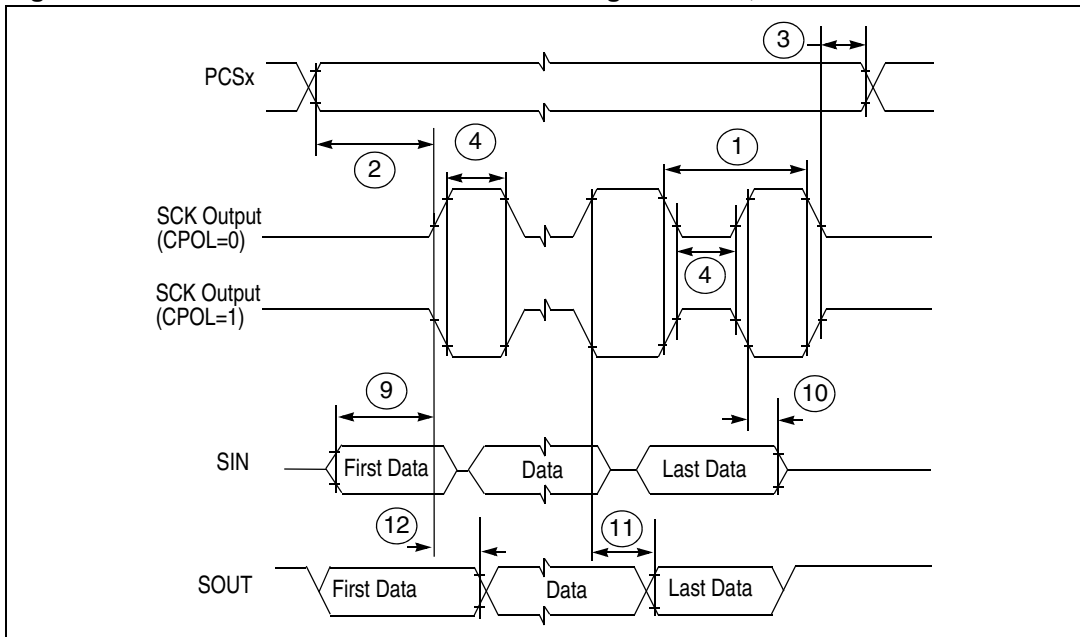 3
PCSx
2
4
1
SCK Output
(CPOL=0)
4
SCK Output
(CPOL=1)
9
10
SIN
First Data
Data
Last Data
12
11
SOUT
First Data
Data
Last Data